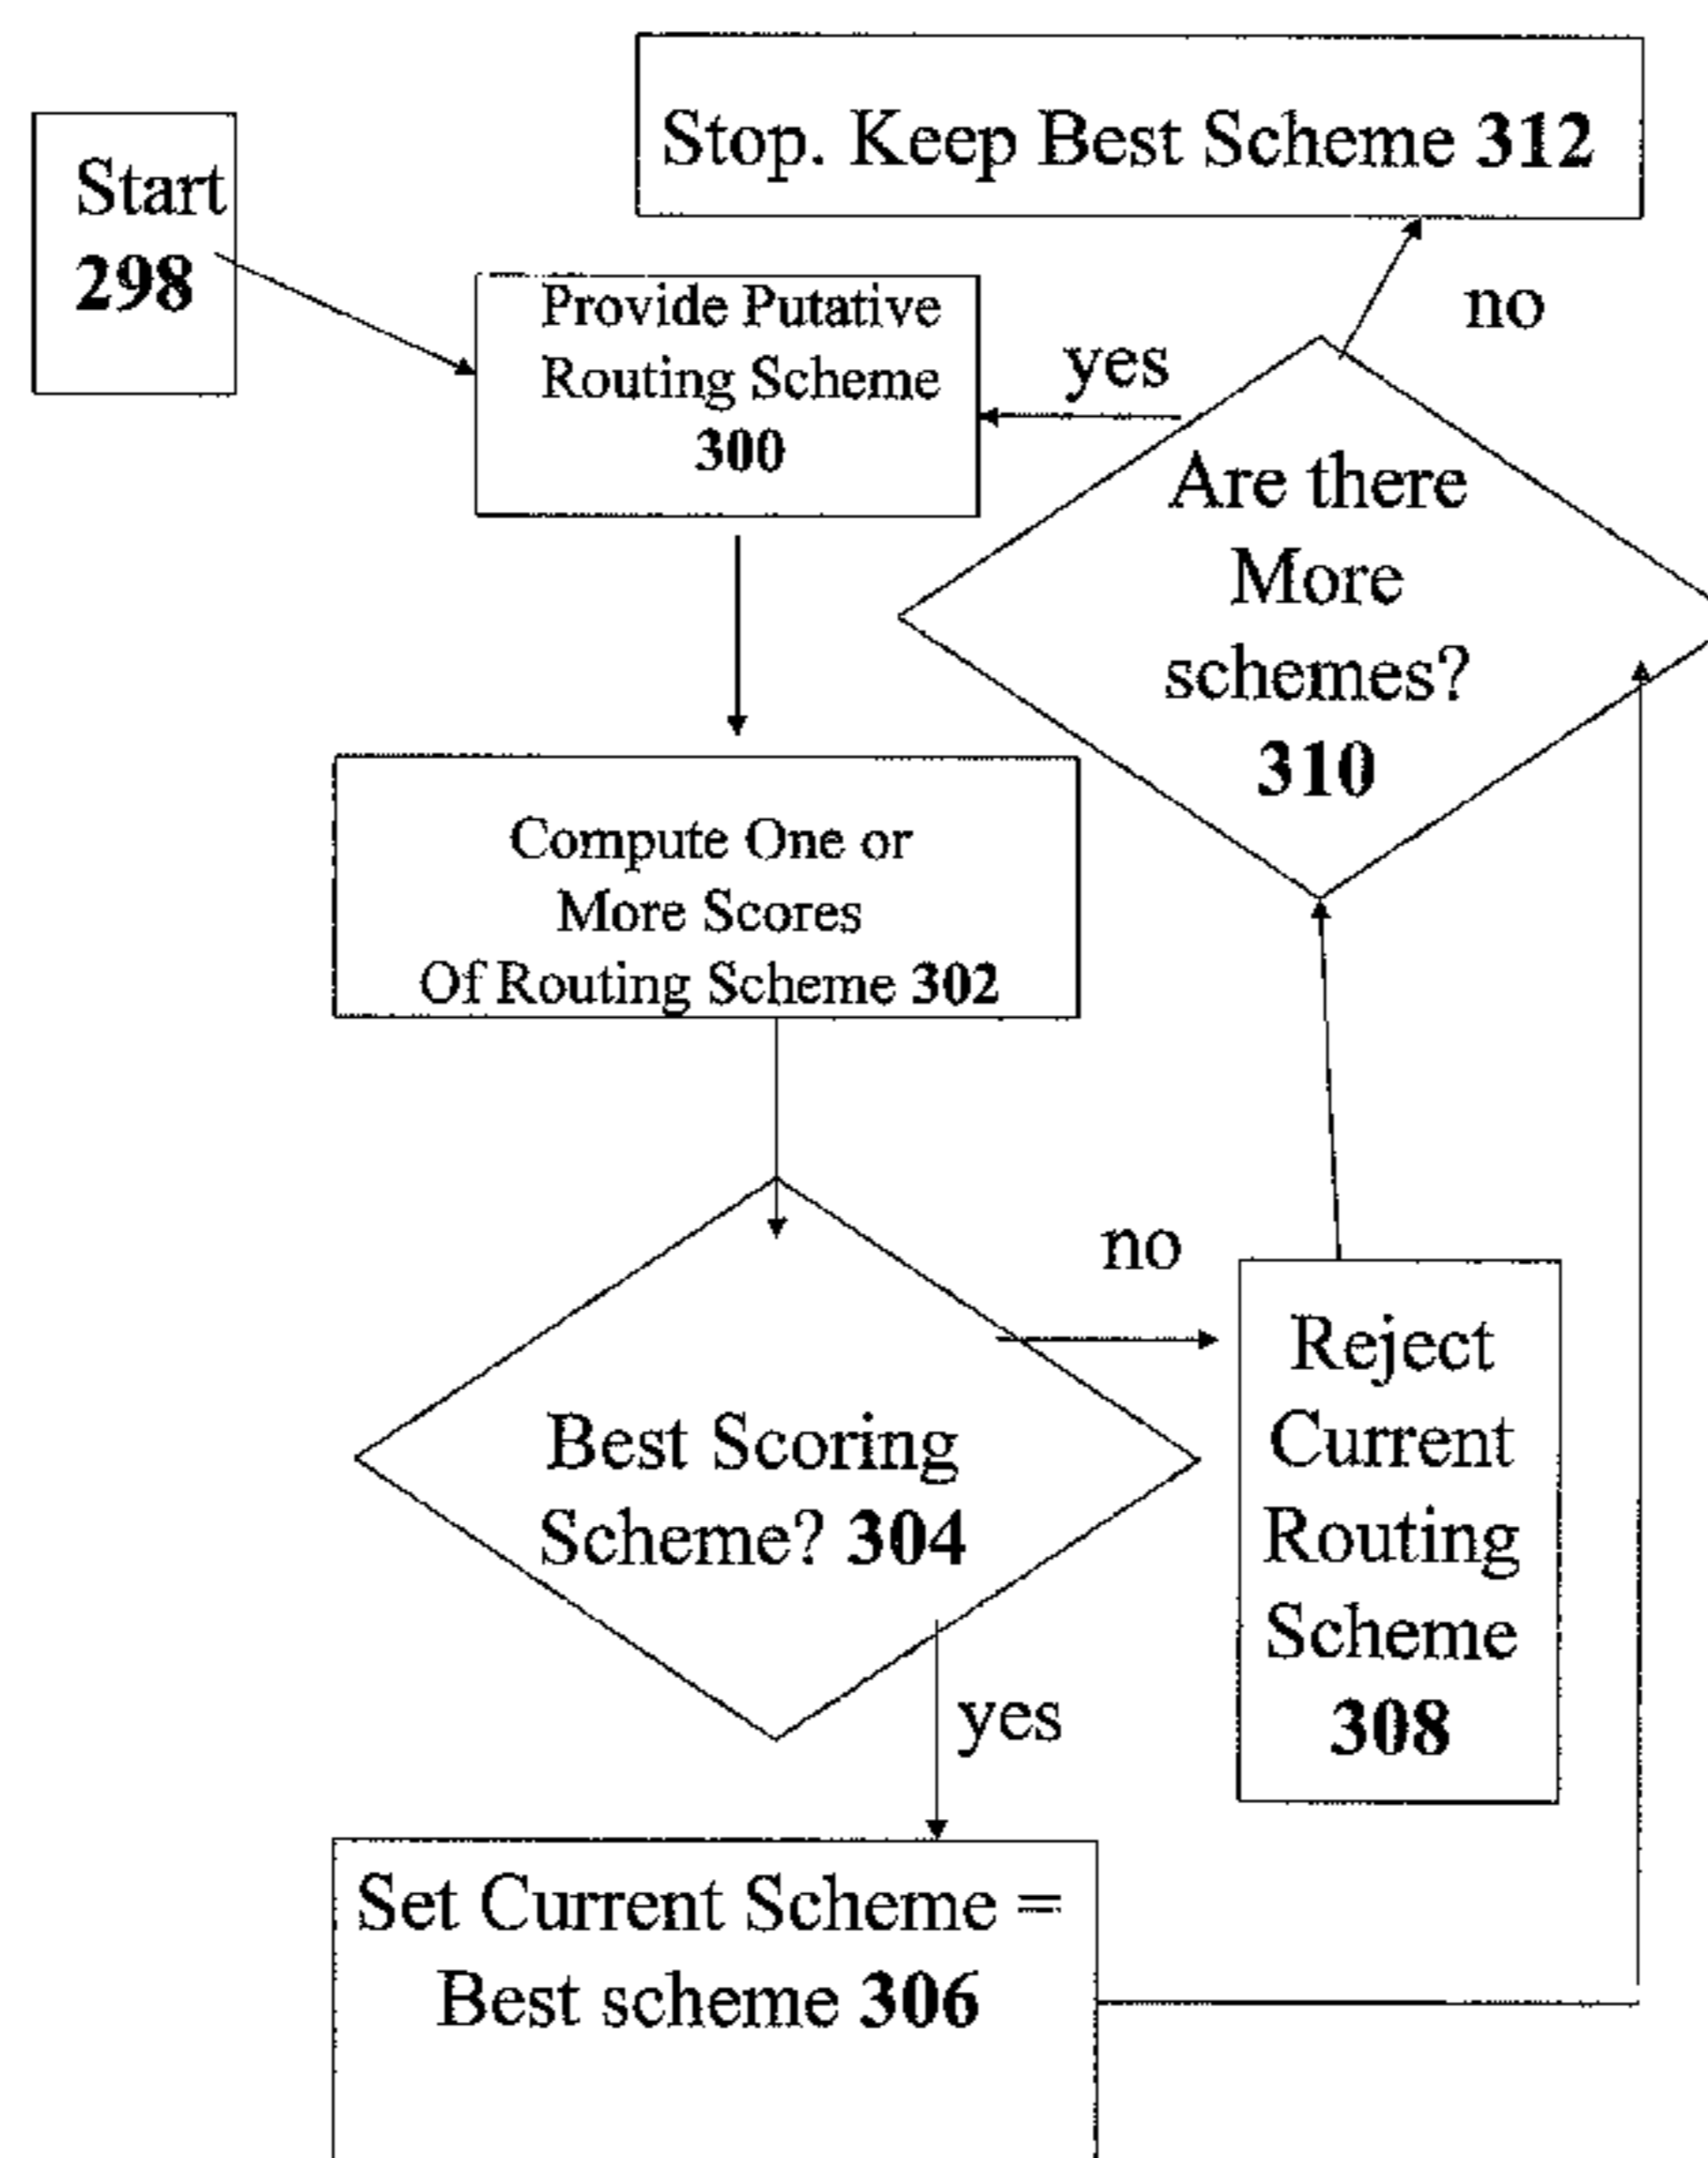 Start
298
Stop. Keep Best Scheme 312
Provide Putative
Routing Scheme
300
yes
no
Are there
More
schemes?
310
Compute One or
More Scores
Of Routing Scheme 302
Best Scoring
Scheme? 304
no
yes
Reject
Current
Routing
Scheme
308
Set Current Scheme =
Best scheme 306